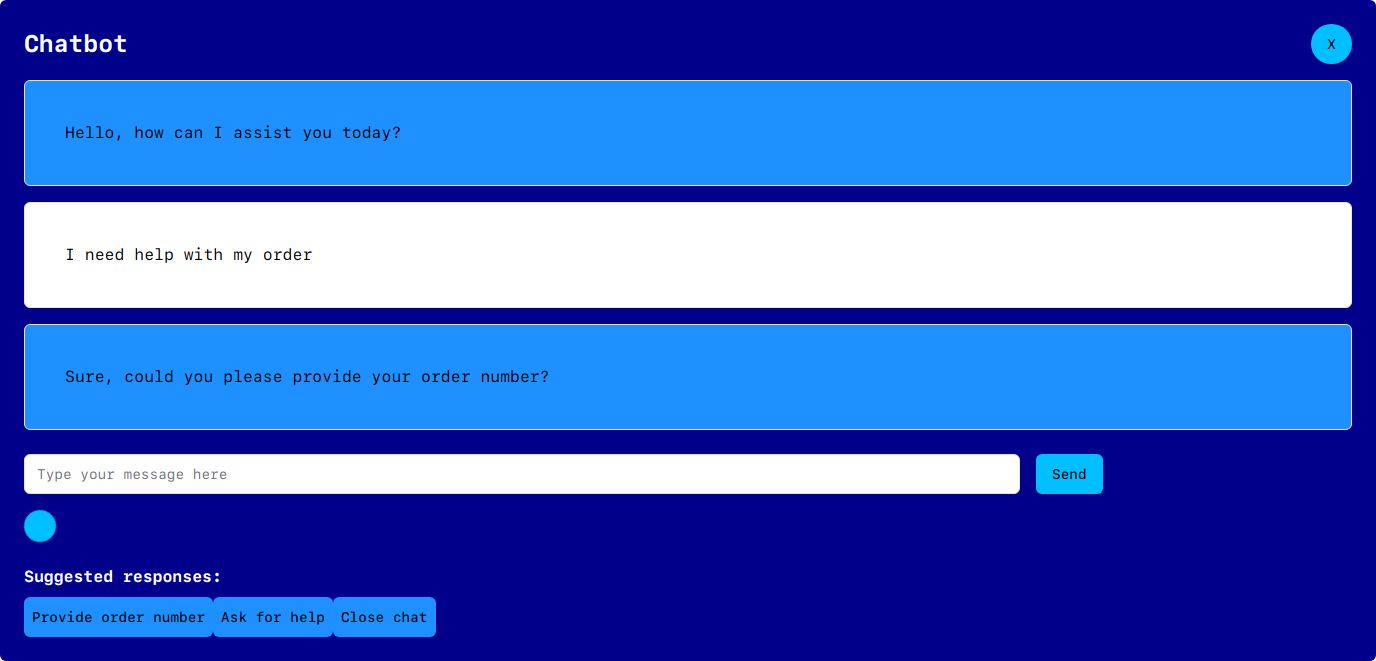 Chatbot
X
Hello, how can I assist you today?
I need help with my order
Sure, could you please provide your order number?
Type your message here
Send
Suggested responses:
Provide order number
Ask for help
Close chat